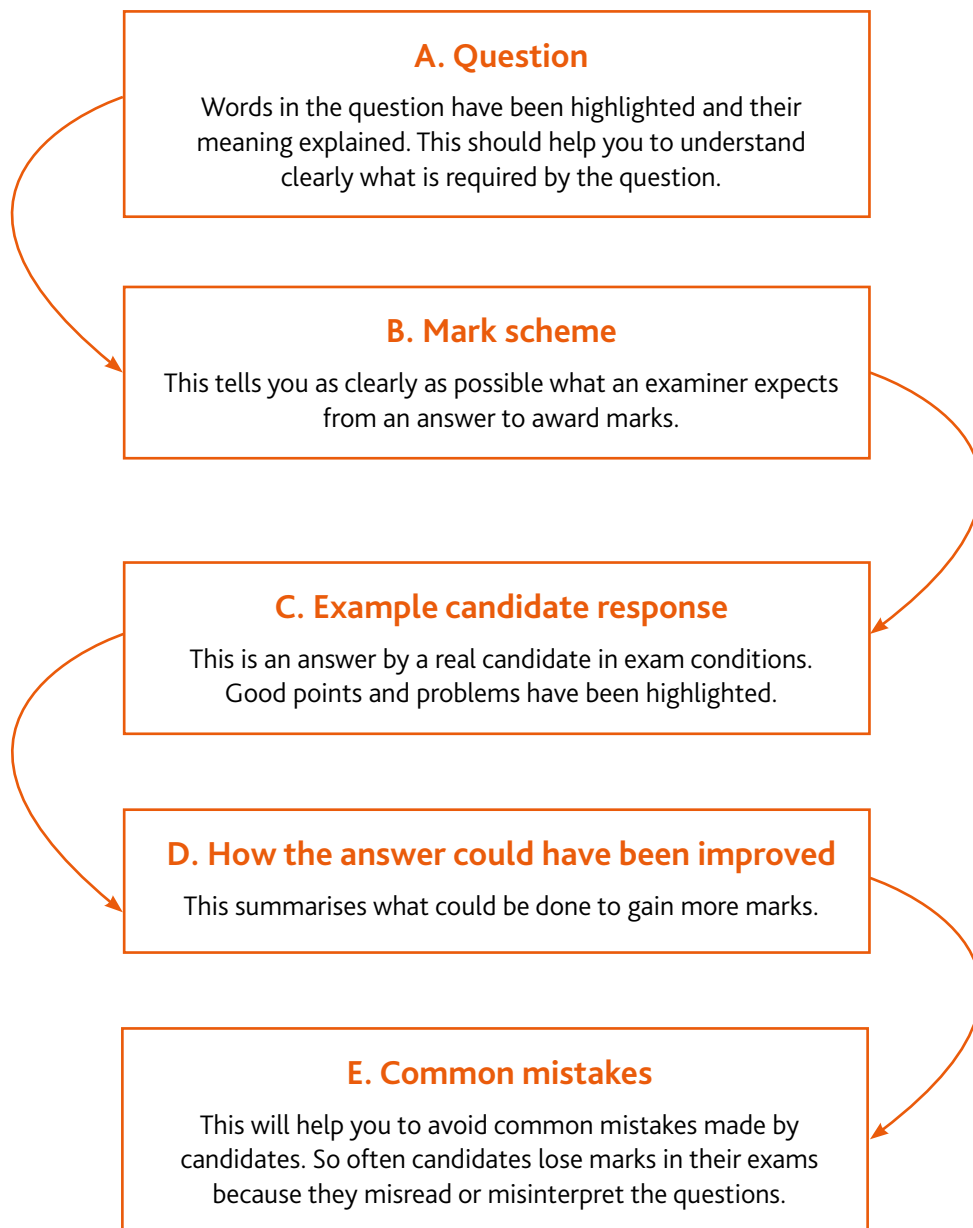 A. Question
Words in the question have been highlighted and their
meaning explained. This should help you to understand
clearly what is required by the question.
B. Mark scheme
This tells you as clearly as possible what an examiner expects
from an answer to award marks.
C. Example candidate response
This is an answer by a real candidate in exam conditions.
Good points and problems have been highlighted.
D. How the answer could have been improved
This summarises what could be done to gain more marks.
E. Common mistakes
This will help you to avoid common mistakes made by
candidates. So often candidates lose marks in their exams
because they misread or misinterpret the questions.